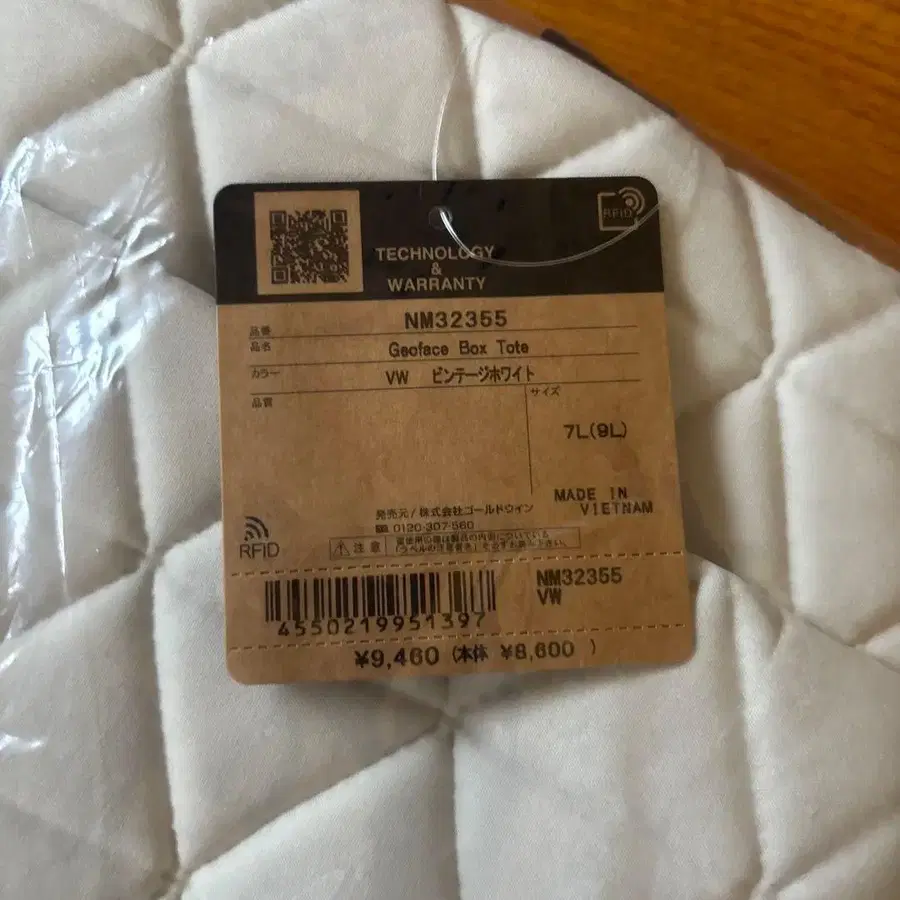 RFID
TECHNOLOGY
&
WARRANTY
品番 NM32355
品名 Geoface Box Tote
カラー VW ビンテージホワイト
品質 サイズ
7L(9L)
MADE IN
VIETNAM
発売元/株式会社ゴールドウイン
0120-307-560
RFID
注意
NM32355
VW
4550219951397
¥9,460 (本体 ¥8,600 )